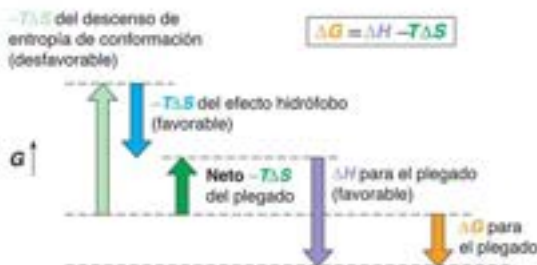 −TΔS del descenso de
entropía de conformación
(desfavorable)
ΔG = ΔH −TΔS
−TΔS del efecto hidrófobo
(favorable)
G
Neto −TΔS
del plegado
ΔH para el plegado
(favorable)
ΔG para
el plegado